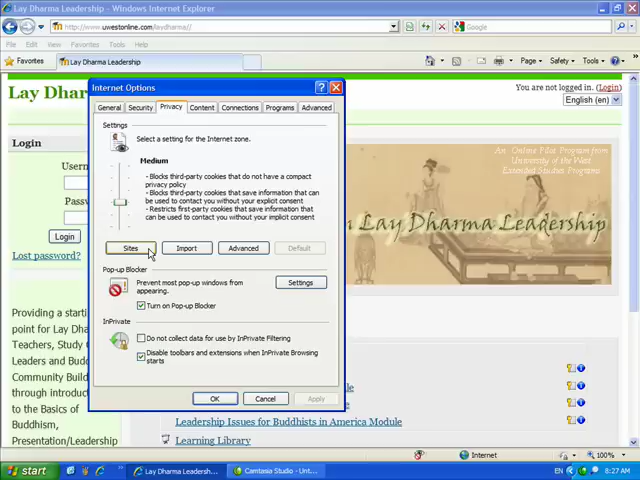 Lay Dharma Leadership - Windows Internet Explorer
http://www.uwestonline.com/laydharma//
Google
File Edit View Favorites Tools Help
Favorites
Lay Dharma Leadership
Page Safety Tools
Lay Dhar
You are not logged in. (Login)
English (en)
Internet Options
General Security Privacy Content Connections Programs Advanced
Settings
Select a setting for the Internet zone.
Medium
- Blocks third-party cookies that do not have a compact
privacy policy
- Blocks third-party cookies that save information that can
be used to contact you without your explicit consent
- Restricts first-party cookies that save information that
can be used to contact you without your implicit consent
Sites Import Advanced Default
Pop-up Blocker
Prevent most pop-up windows from
appearing.
Settings
Turn on Pop-up Blocker
InPrivate
Do not collect data for use by InPrivate Filtering
Disable toolbars and extensions when InPrivate Browsing
starts
OK Cancel Apply
Login
Usern
Passw
Login
Lost password?
An Online Pilot Program from
University of the West
Extended Studies Programs
Lay Dharma Leadership
Providing a starti
point for Lay Dharm
Teachers, Study G
Leaders and Budd
Community Build
through introduct
to the Basics of
Buddhism,
Presentation/Leadership
Leadership Issues for Buddhists in America Module
Learning Library
Internet
100%
start
Lay Dharma Leadersh...
Camtasia Studio - Unt...
EN
8:27 AM